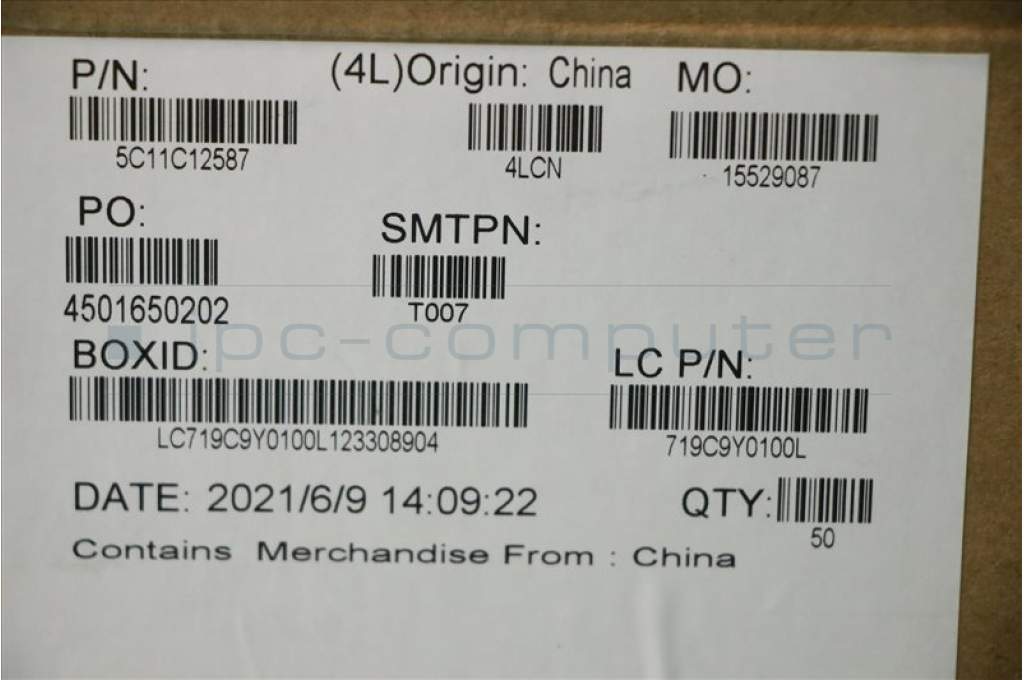 P/N: (4L)Origin: China MO:
5C11C12587 4LCN 15529087
PO: SMTPN:
4501650202 T007
ipc-computer
BOXID: LC P/N:
LC719C9Y0100L123308904 719C9Y0100L
DATE: 2021/6/9 14:09:22 QTY:
50
Contains Merchandise From : China